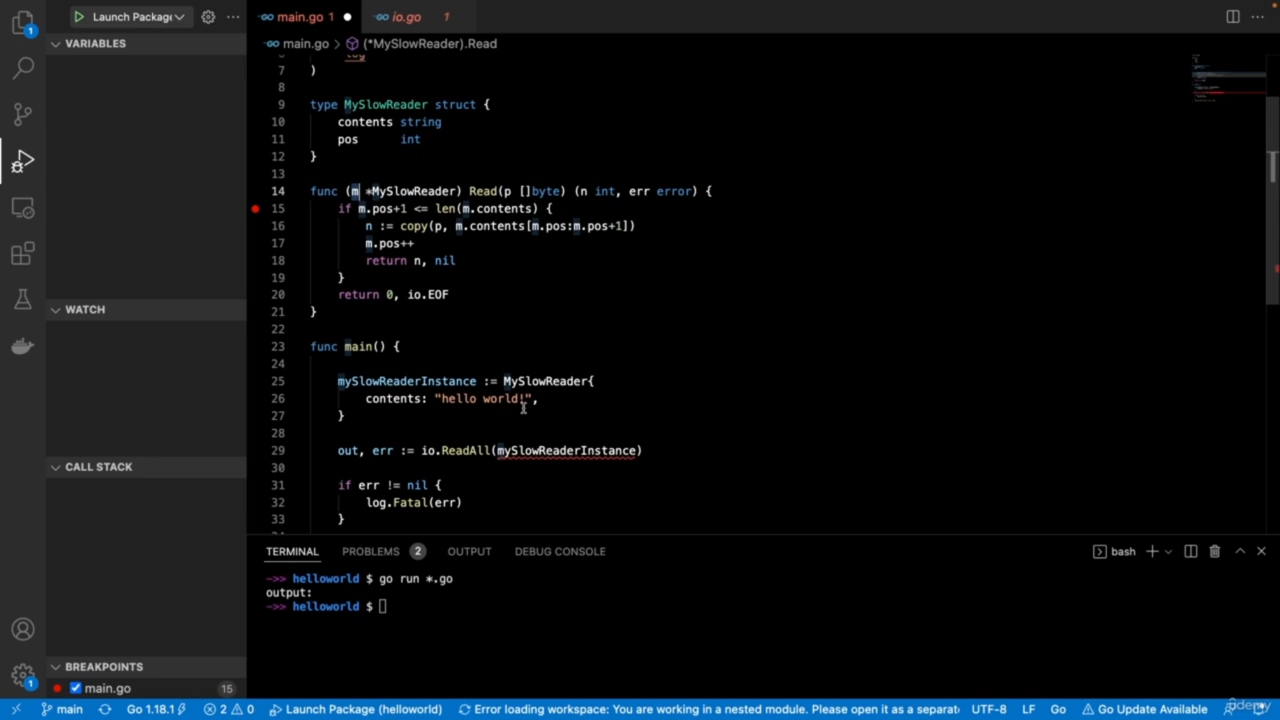 1
Launch Package
main.go 1
io.go 1
main.go > (*MySlowReader).Read
VARIABLES
WATCH
CALL STACK
BREAKPOINTS
main.go 15
log
7 )
8
9 type MySlowReader struct {
10 contents string
11 pos int
12 }
13
14 func (m *MySlowReader) Read(p []byte) (n int, err error) {
15 if m.pos+1 <= len(m.contents) {
16 n := copy(p, m.contents[m.pos:m.pos+1])
17 m.pos++
18 return n, nil
19 }
20 return 0, io.EOF
21 }
22
23 func main() {
24
25 mySlowReaderInstance := MySlowReader{
26 contents: "hello world!",
27 }
28
29 out, err := io.ReadAll(mySlowReaderInstance)
30
31 if err != nil {
32 log.Fatal(err)
33 }
TERMINAL PROBLEMS 2 OUTPUT DEBUG CONSOLE
bash
->> helloworld $ go run *.go
output:
->> helloworld $
1
main Go 1.18.1 2 0 Launch Package (helloworld) Error loading workspace: You are working in a nested module. Please open it as a separat UTF-8 LF Go Go Update Available
udemy